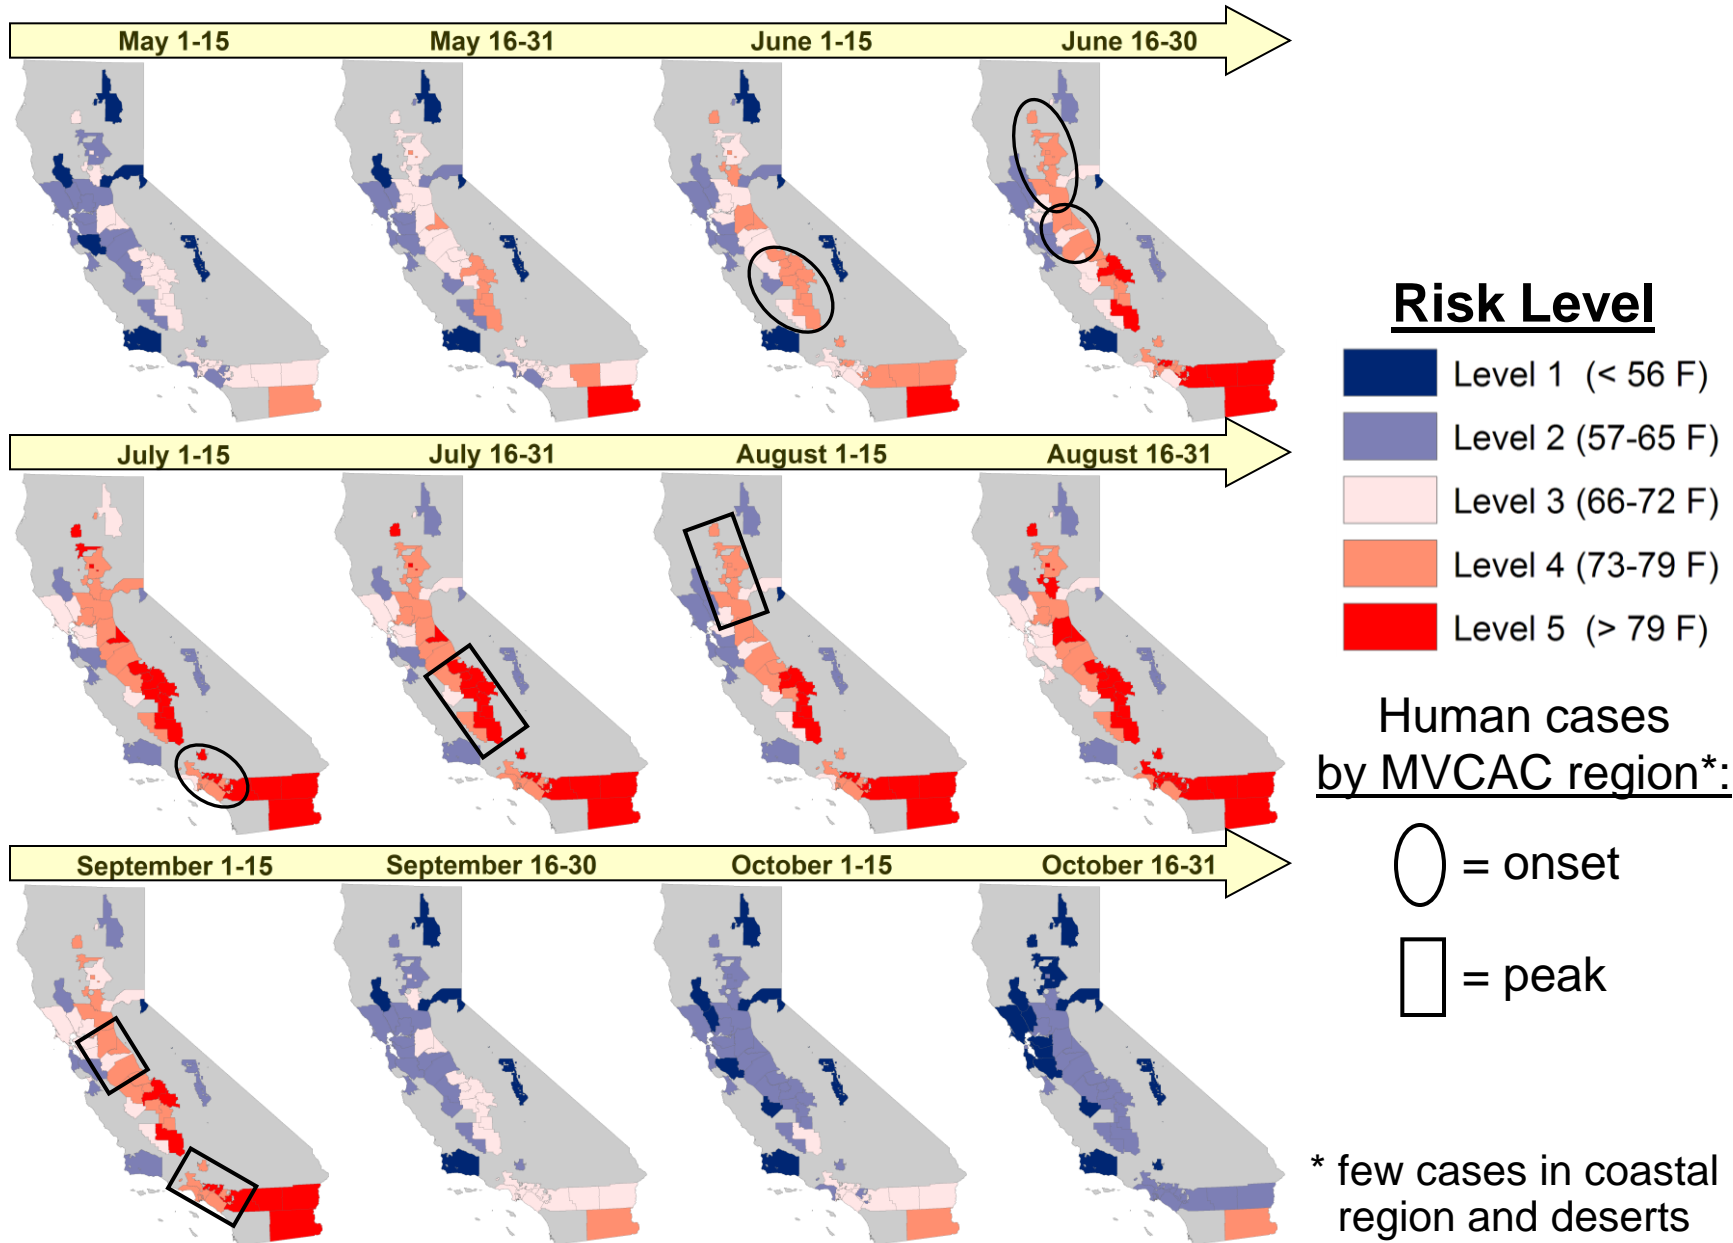 May 1-15
May 16-31
June 1-15
June 16-30
July 1-15
July 16-31
August 1-15
August 16-31
September 1-15
September 16-30
October 1-15
October 16-31
Risk Level
Level 1 (< 56 F)
Level 2 (57-65 F)
Level 3 (66-72 F)
Level 4 (73-79 F)
Level 5 (> 79 F)
Human cases
by MVCAC region*:
= onset
= peak
* few cases in coastal
region and deserts